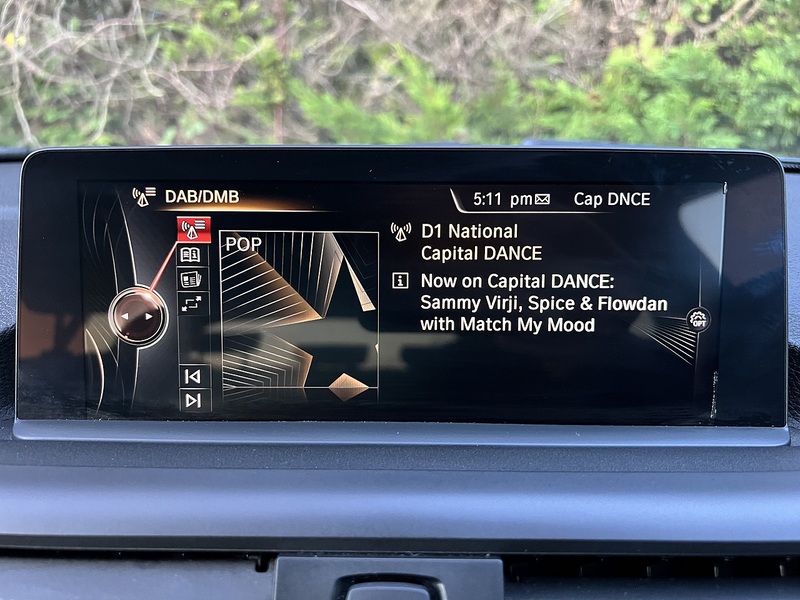 DAB/DMB
5:11 pm
Cap DNCE
POP
D1 National
Capital DANCE
Now on Capital DANCE:
Sammy Virji, Spice & Flowdan
with Match My Mood
OPT